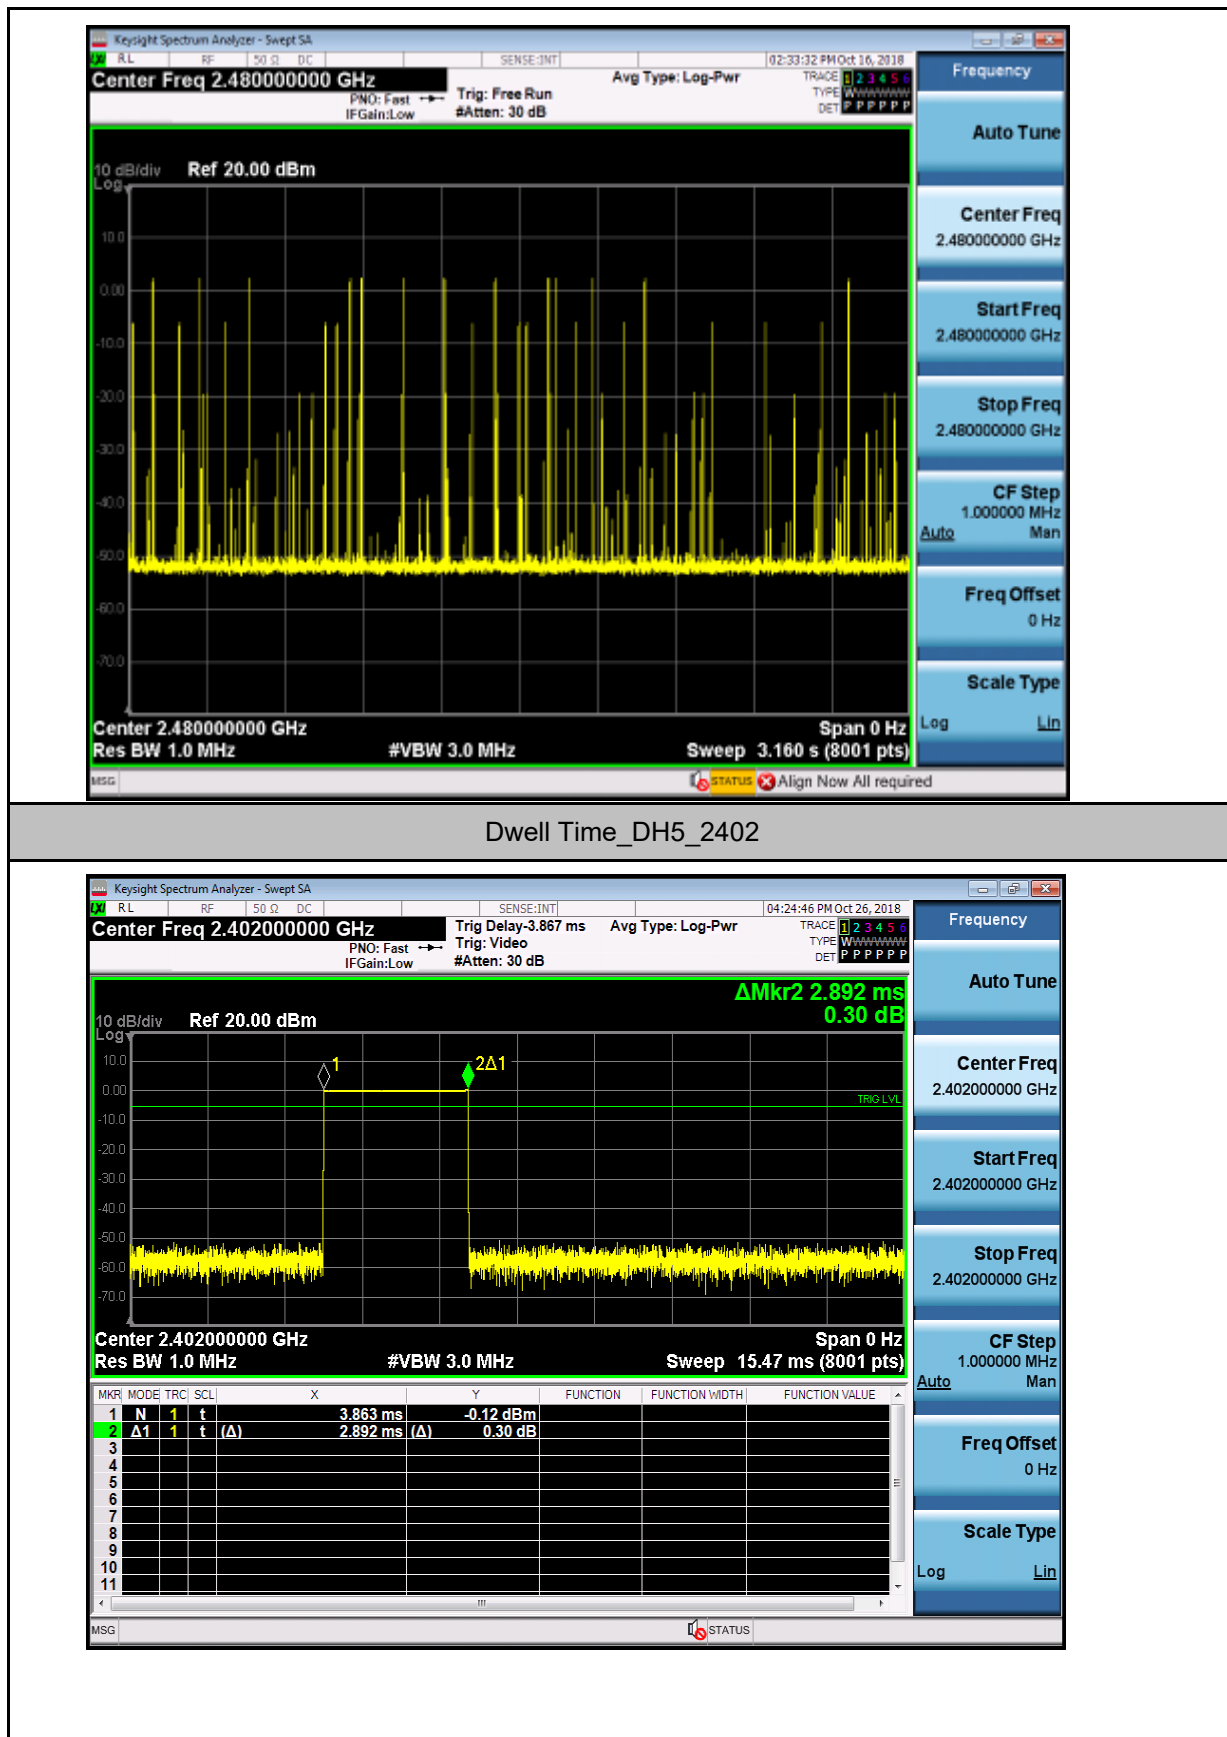 Keysight Spectrum Analyzer - Swept SA
LXI RL RF 50 Ω DC SENSE:INT 02:33:32 PM Oct 16, 2018
Center Freq 2.480000000 GHz
PNO: Fast
IFGain:Low
Trig: Free Run
#Atten: 30 dB
Avg Type: Log-Pwr
TRACE 1 2 3 4 5 6
TYPE W
DET P P P P P P
10 dB/div Ref 20.00 dBm
Log
10.0
0.00
-10.0
-20.0
-30.0
-40.0
-50.0
-60.0
-70.0
Center 2.480000000 GHz Span 0 Hz
Res BW 1.0 MHz #VBW 3.0 MHz Sweep 3.160 s (8001 pts)
MSG STATUS Align Now All required
Frequency
Auto Tune
Center Freq
2.480000000 GHz
Start Freq
2.480000000 GHz
Stop Freq
2.480000000 GHz
CF Step
1.000000 MHz
Auto Man
Freq Offset
0 Hz
Scale Type
Log Lin
Dwell Time_DH5_2402
Keysight Spectrum Analyzer - Swept SA
LXI RL RF 50 Ω DC SENSE:INT 04:24:46 PM Oct 26, 2018
Center Freq 2.402000000 GHz
PNO: Fast
IFGain:Low
Trig Delay-3.867 ms
Trig: Video
#Atten: 30 dB
Avg Type: Log-Pwr
TRACE 1 2 3 4 5 6
TYPE WWWWWWW
DET P P P P P P
ΔMkr2 2.892 ms
0.30 dB
10 dB/div Ref 20.00 dBm
Log
10.0
0.00
-10.0
-20.0
-30.0
-40.0
-50.0
-60.0
-70.0
1
2Δ1
TRIG LVL
Center 2.402000000 GHz Span 0 Hz
Res BW 1.0 MHz #VBW 3.0 MHz Sweep 15.47 ms (8001 pts)
MKR MODE TRC SCL X Y FUNCTION FUNCTION WIDTH FUNCTION VALUE
1 N 1 t 3.863 ms -0.12 dBm
2 Δ1 1 t (Δ) 2.892 ms (Δ) 0.30 dB
3
4
5
6
7
8
9
10
11
MSG STATUS
Frequency
Auto Tune
Center Freq
2.402000000 GHz
Start Freq
2.402000000 GHz
Stop Freq
2.402000000 GHz
CF Step
1.000000 MHz
Auto Man
Freq Offset
0 Hz
Scale Type
Log Lin